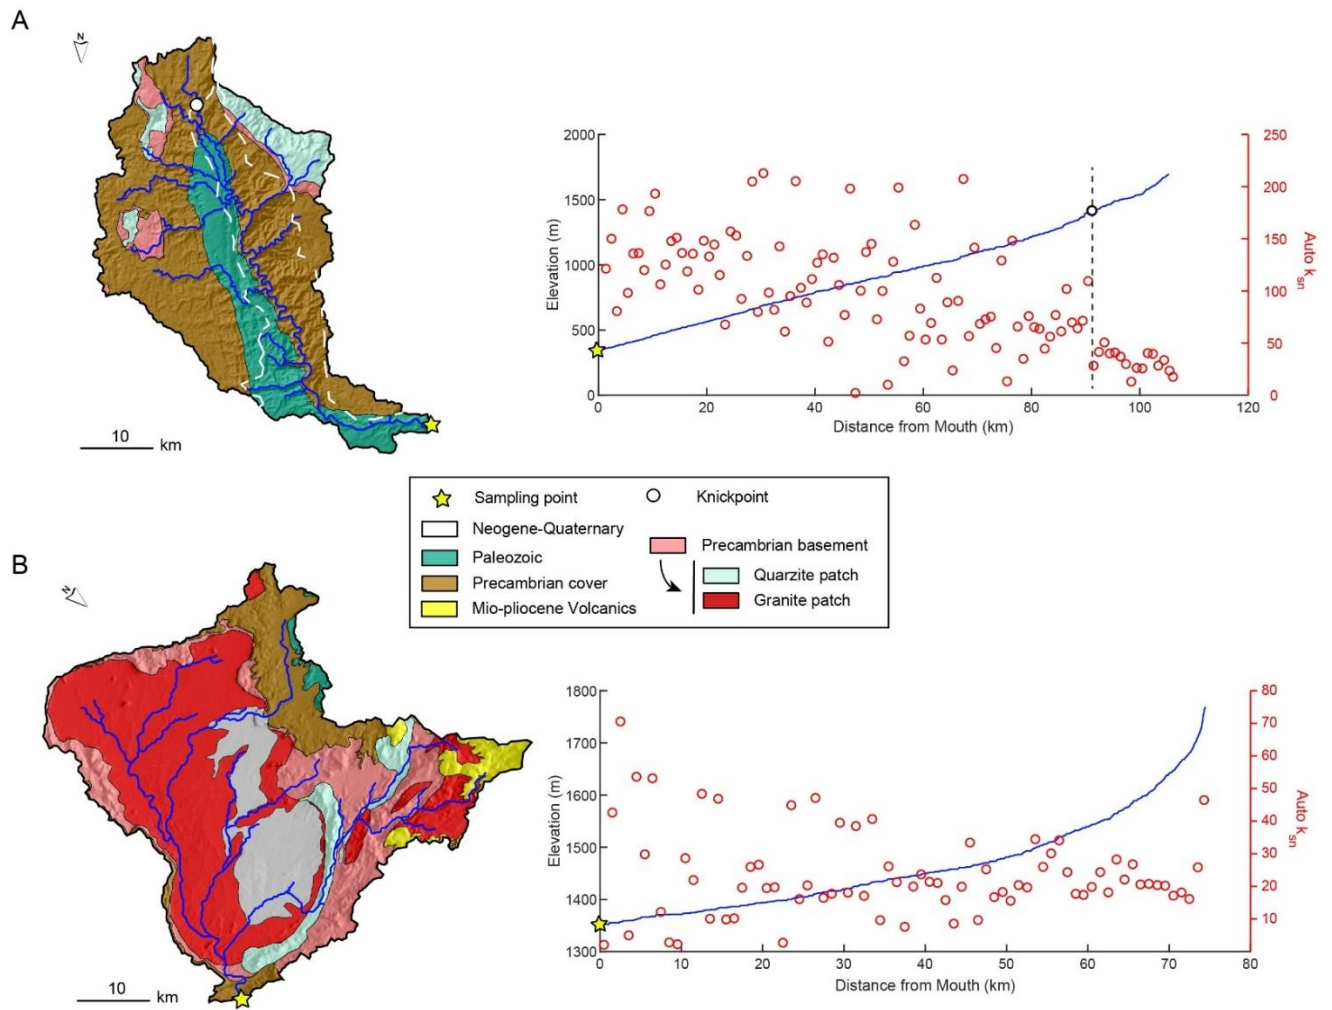 A
N
10
km
2000
1500
1000
500
0
Elevation (m)
250
200
150
100
50
0
Auto ksn
0
20
40
60
80
100
120
Distance from Mouth (km)
Sampling point
Knickpoint
Neogene-Quaternary
Paleozoic
Precambrian cover
Mio-pliocene Volcanics
Precambrian basement
Quarzite patch
Granite patch
B
N
10
km
1800
1700
1600
1500
1400
1300
Elevation (m)
80
70
60
50
40
30
20
10
Auto ksn
0
10
20
30
40
50
60
70
80
Distance from Mouth (km)